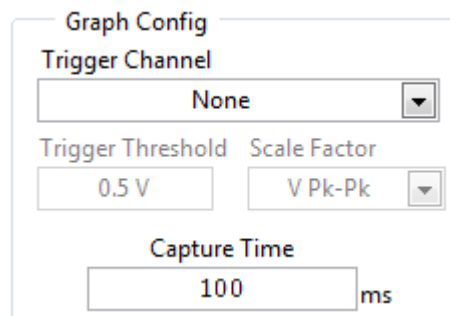 Graph Config
Trigger Channel
None
Trigger Threshold Scale Factor
0.5 V V Pk-Pk
Capture Time
100 ms